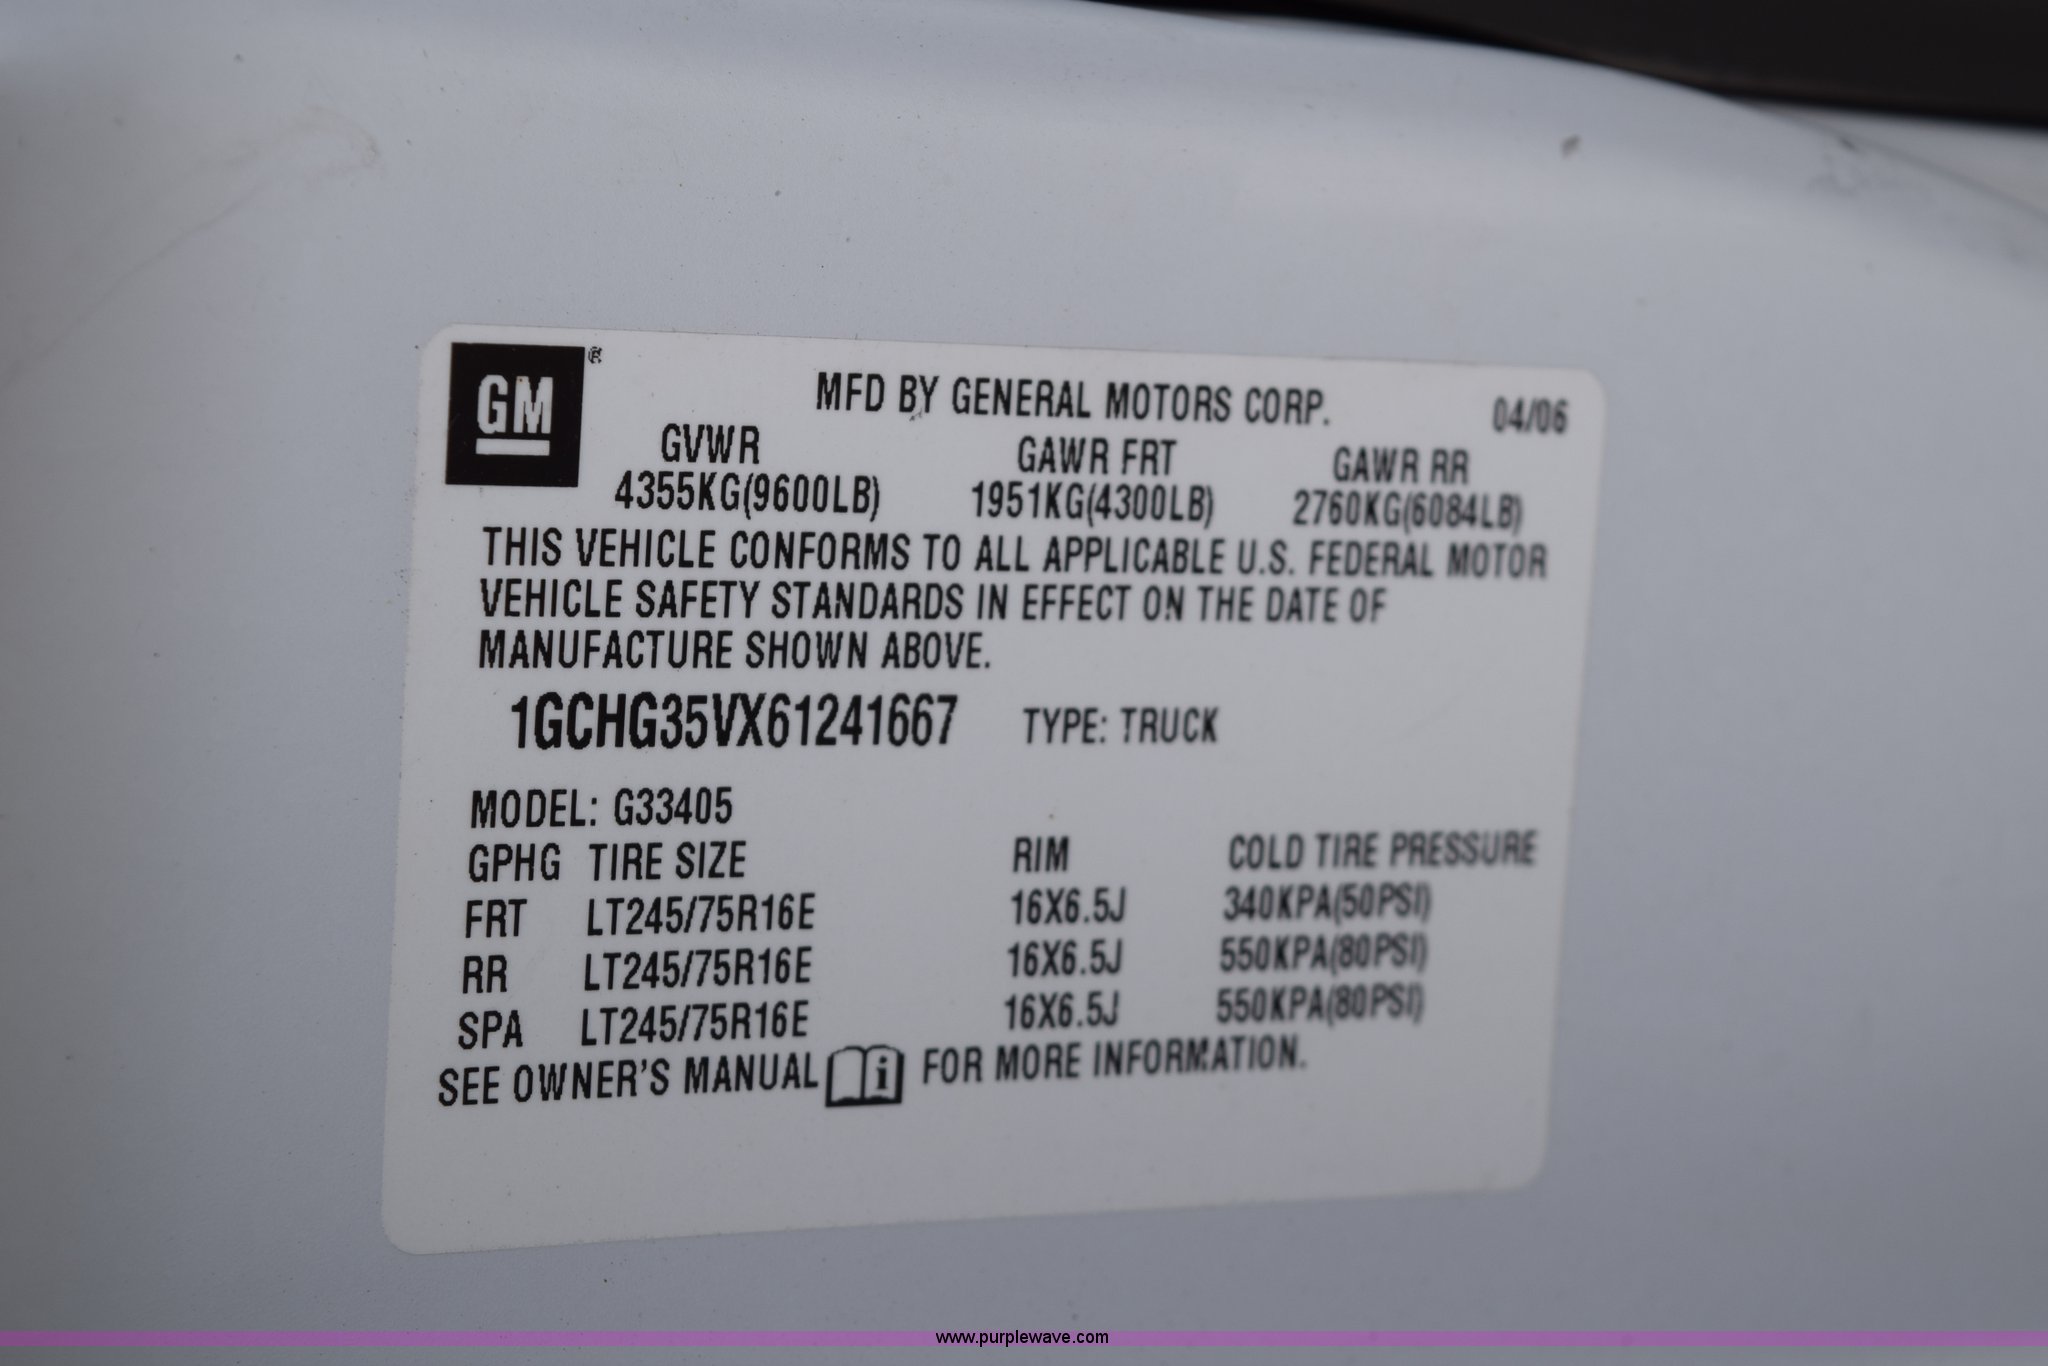 GM ®
MFD BY GENERAL MOTORS CORP. 04/06
GVWR GAWR FRT GAWR RR
4355KG(9600LB) 1951KG(4300LB) 2760KG(6084LB)
THIS VEHICLE CONFORMS TO ALL APPLICABLE U.S. FEDERAL MOTOR
VEHICLE SAFETY STANDARDS IN EFFECT ON THE DATE OF
MANUFACTURE SHOWN ABOVE.
1GCHG35VX61241667 TYPE: TRUCK
MODEL: G33405
GPHG TIRE SIZE RIM COLD TIRE PRESSURE
FRT LT245/75R16E 16X6.5J 340KPA(50PSI)
RR LT245/75R16E 16X6.5J 550KPA(80PSI)
SPA LT245/75R16E 16X6.5J 550KPA(80PSI)
SEE OWNER'S MANUAL i FOR MORE INFORMATION.
www.purplewave.com